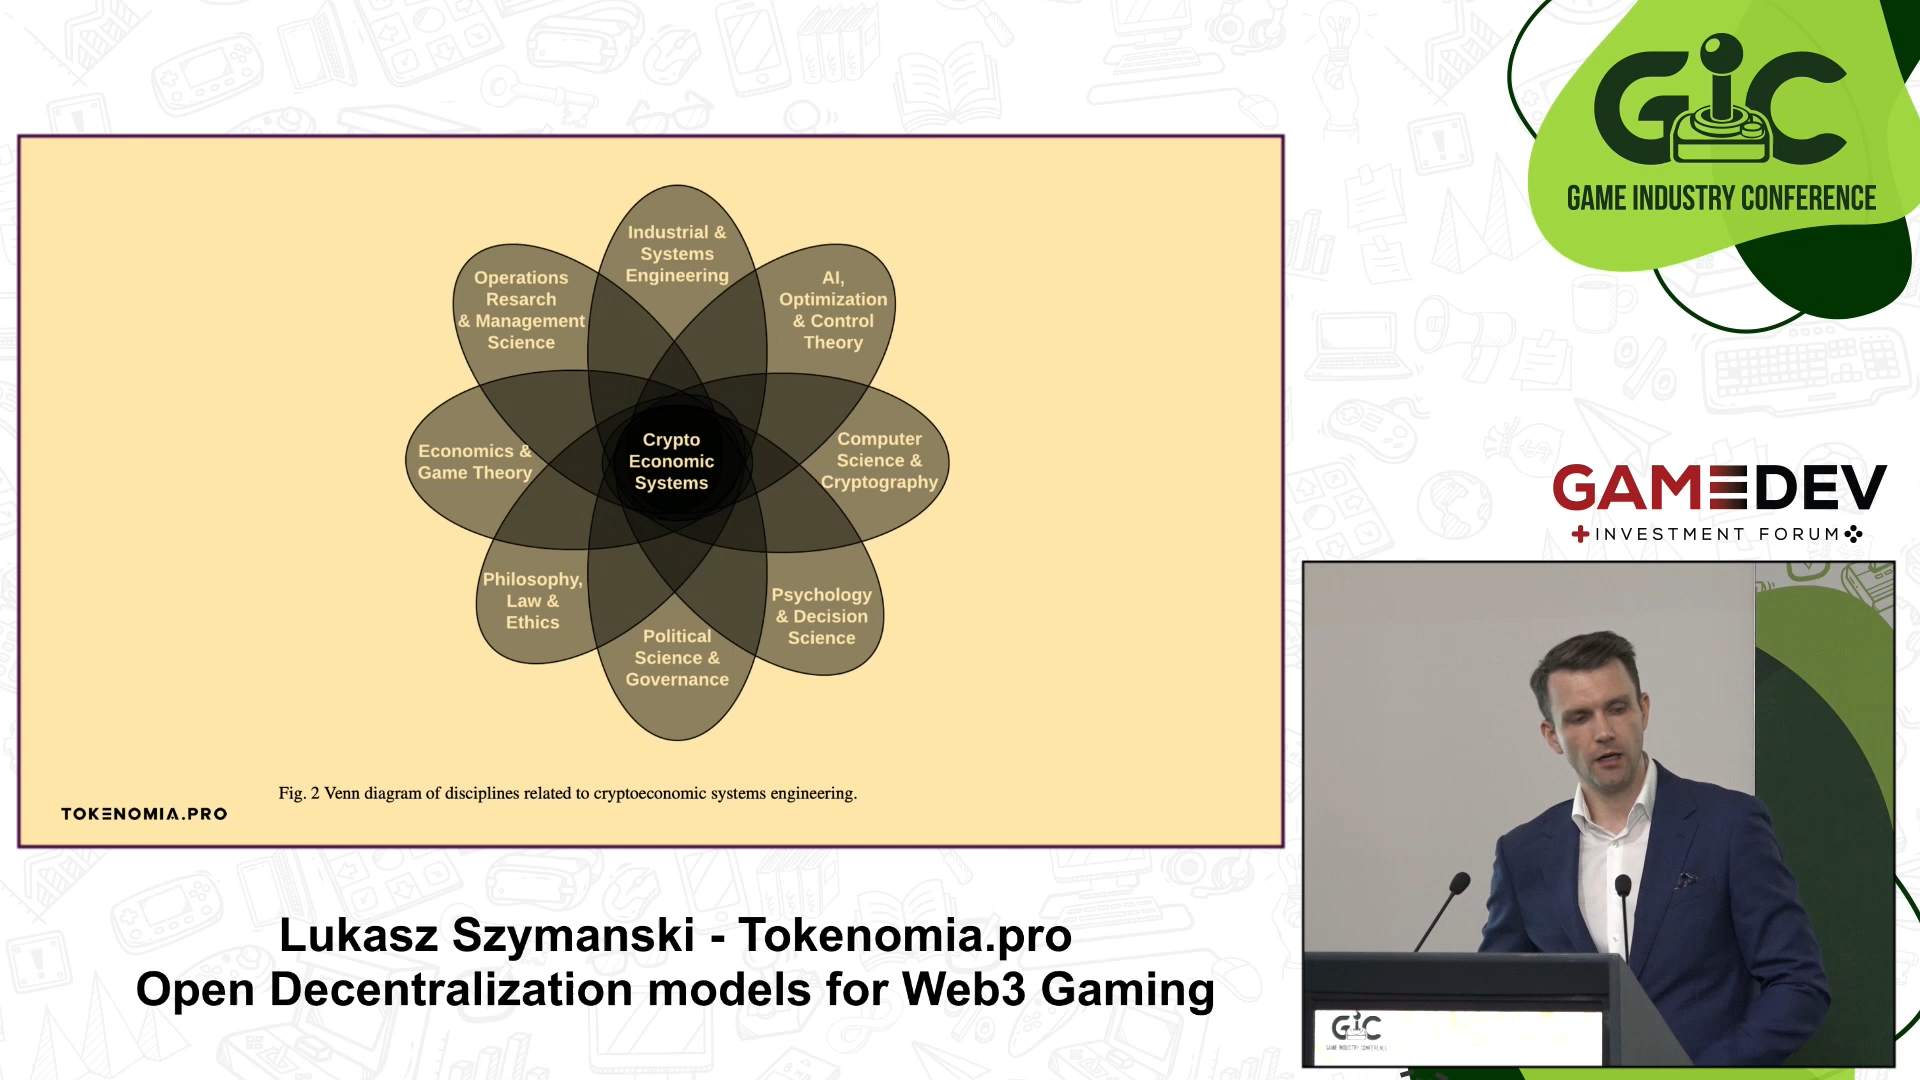 GIC
GAME INDUSTRY CONFERENCE
Industrial &
Systems
Engineering
Operations
Resarch
& Management
Science
AI,
Optimization
& Control
Theory
Economics &
Game Theory
Crypto
Economic
Systems
Computer
Science &
Cryptography
Philosophy,
Law &
Ethics
Political
Science &
Governance
Psychology
& Decision
Science
Fig. 2 Venn diagram of disciplines related to cryptoeconomic systems engineering.
TOKENOMIA.PRO
GAMEDEV
INVESTMENT FORUM
Lukasz Szymanski - Tokenomia.pro
Open Decentralization models for Web3 Gaming
GIC
GAME INDUSTRY CONFERENCE